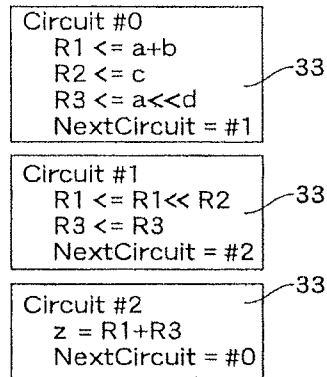 Circuit #0
R1 <= a+b
R2 <= c
R3 <= a<<d
NextCircuit = #1
33
Circuit #1
R1 <= R1<< R2
R3 <= R3
NextCircuit = #2
33
Circuit #2
z = R1+R3
NextCircuit = #0
33